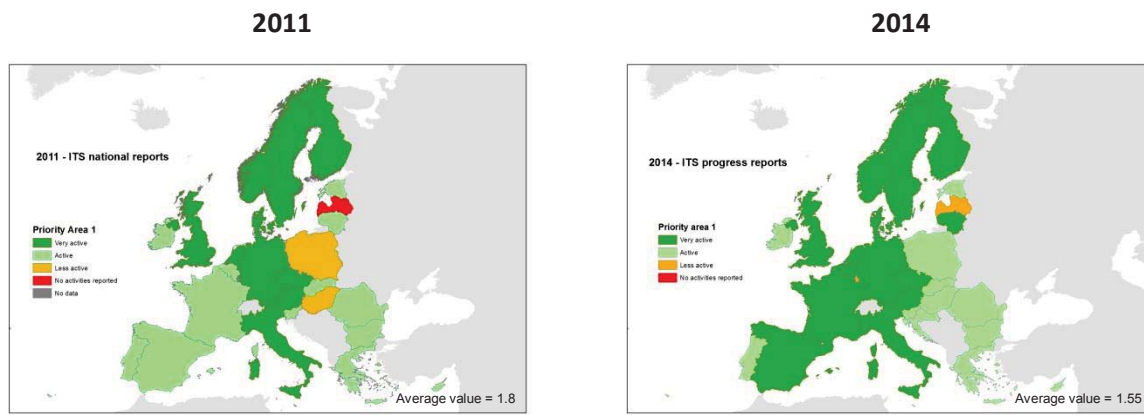 2011
2014
2011 - ITS national reports
Priority Area 1
Very active
Active
Less active
No activities reported
No data
Average value = 1.8
2014 - ITS progress reports
Priority area 1
Very active
Active
Less active
No activities reported
Average value = 1.55